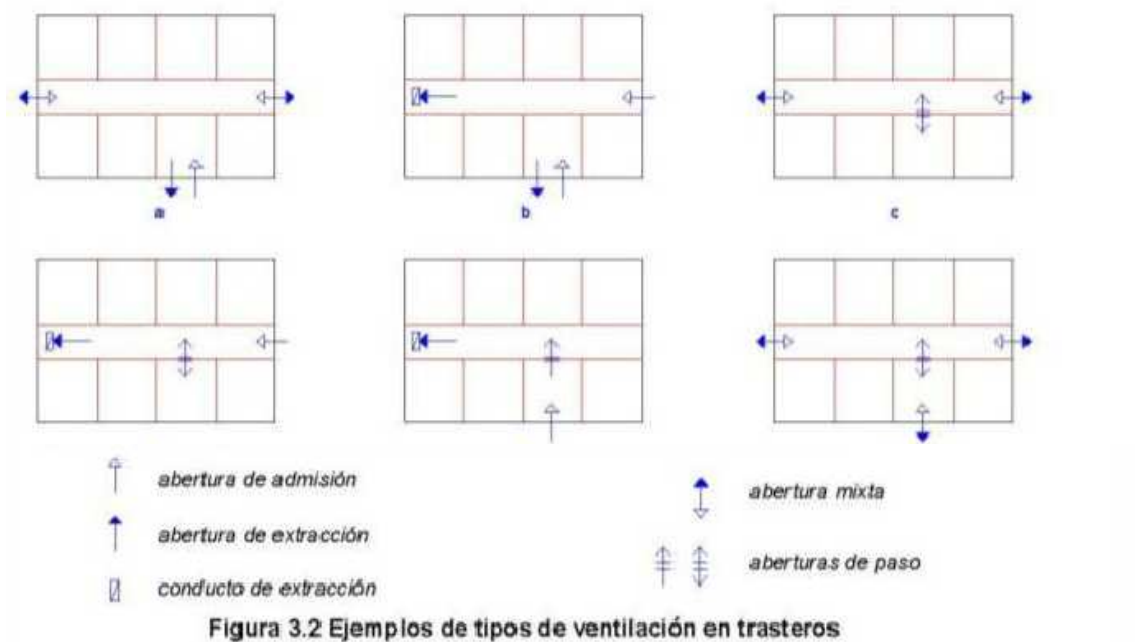 a
b
c
abertura de admisión
abertura de extracción
conducto de extracción
abertura mixta
aberturas de paso
Figura 3.2 Ejemplos de tipos de ventilación en trasteros